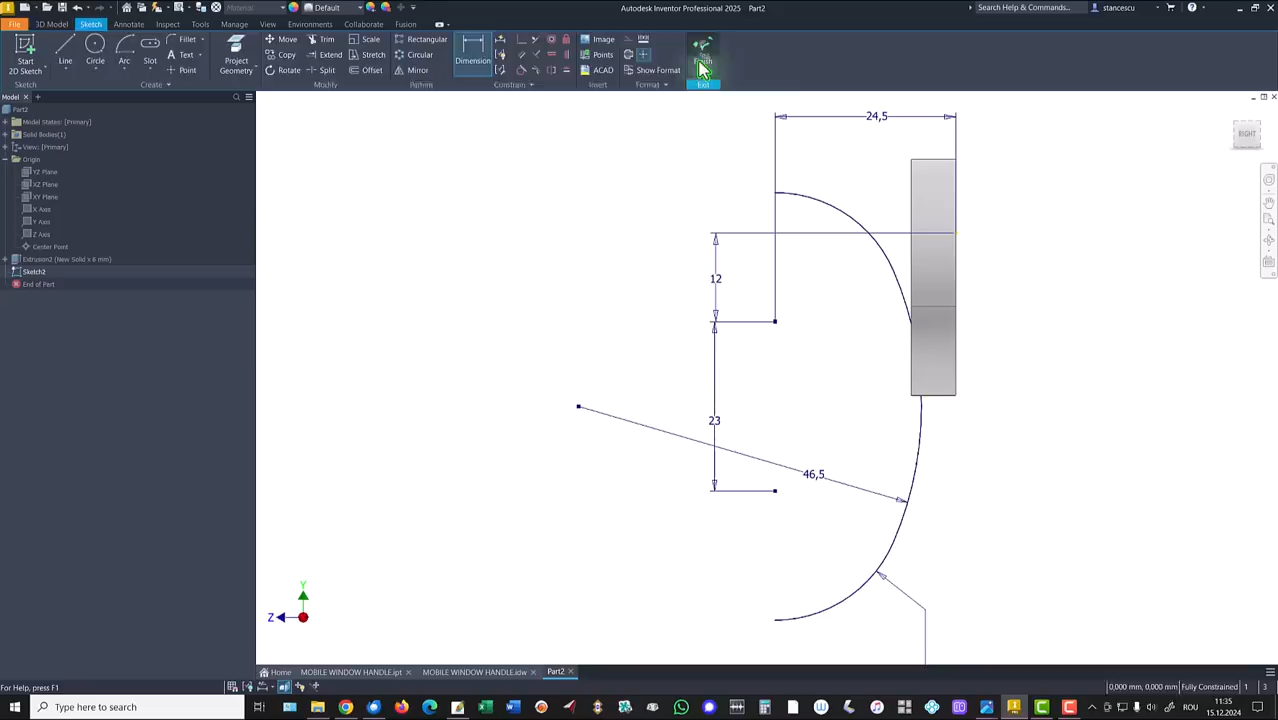 Material
Default
Autodesk Inventor Professional 2025 Part2
Search Help & Commands...
stancescu
File
3D Model
Sketch
Annotate
Inspect
Tools
Manage
View
Environments
Collaborate
Fusion
Start
2D Sketch
Line
Circle
Arc
Slot
Fillet
Text
Point
Project
Geometry
Move
Copy
Rotate
Trim
Extend
Split
Scale
Stretch
Offset
Rectangular
Circular
Mirror
Dimension
Image
Points
ACAD
Show Format
Finish
Sketch
Create
Modify
Pattern
Constrain
Insert
Format
Exit
Model
Part2
Model States: [Primary]
Solid Bodies(1)
View: [Primary]
Origin
YZ Plane
XZ Plane
XY Plane
X Axis
Y Axis
Z Axis
Center Point
Extrusion2 (New Solid x 6 mm)
Sketch2
End of Part
24,5
RIGHT
12
23
46,5
Y
Z
Home
MOBILE WINDOW HANDLE.ipt
MOBILE WINDOW HANDLE.idw
Part2
For Help, press F1
0,000 mm, 0,000 mm
Fully Constrained
1
3
Type here to search
ROU
11:35
15.12.2024